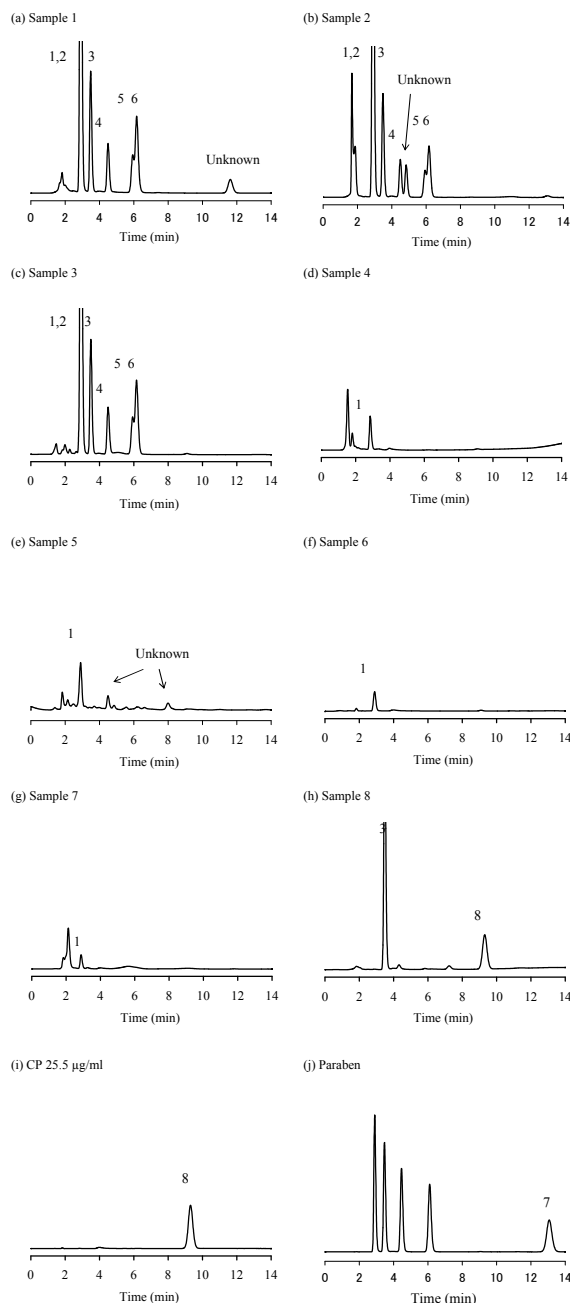 (a) Sample 1
1,2
3
4
5 6
Unknown
0 2 4 6 8 10 12 14
Time (min)
(b) Sample 2
1,2
3
Unknown
4
5 6
0 2 4 6 8 10 12 14
Time (min)
(c) Sample 3
1,2
3
4
5 6
0 2 4 6 8 10 12 14
Time (min)
(d) Sample 4
1
0 2 4 6 8 10 12 14
Time (min)
(e) Sample 5
1
Unknown
0 2 4 6 8 10 12 14
Time (min)
(f) Sample 6
1
0 2 4 6 8 10 12 14
Time (min)
(g) Sample 7
1
0 2 4 6 8 10 12 14
Time (min)
(h) Sample 8
3
8
0 2 4 6 8 10 12 14
Time (min)
(i) CP 25.5 µg/ml
8
0 2 4 6 8 10 12 14
Time (min)
(j) Paraben
7
0 2 4 6 8 10 12 14
Time (min)